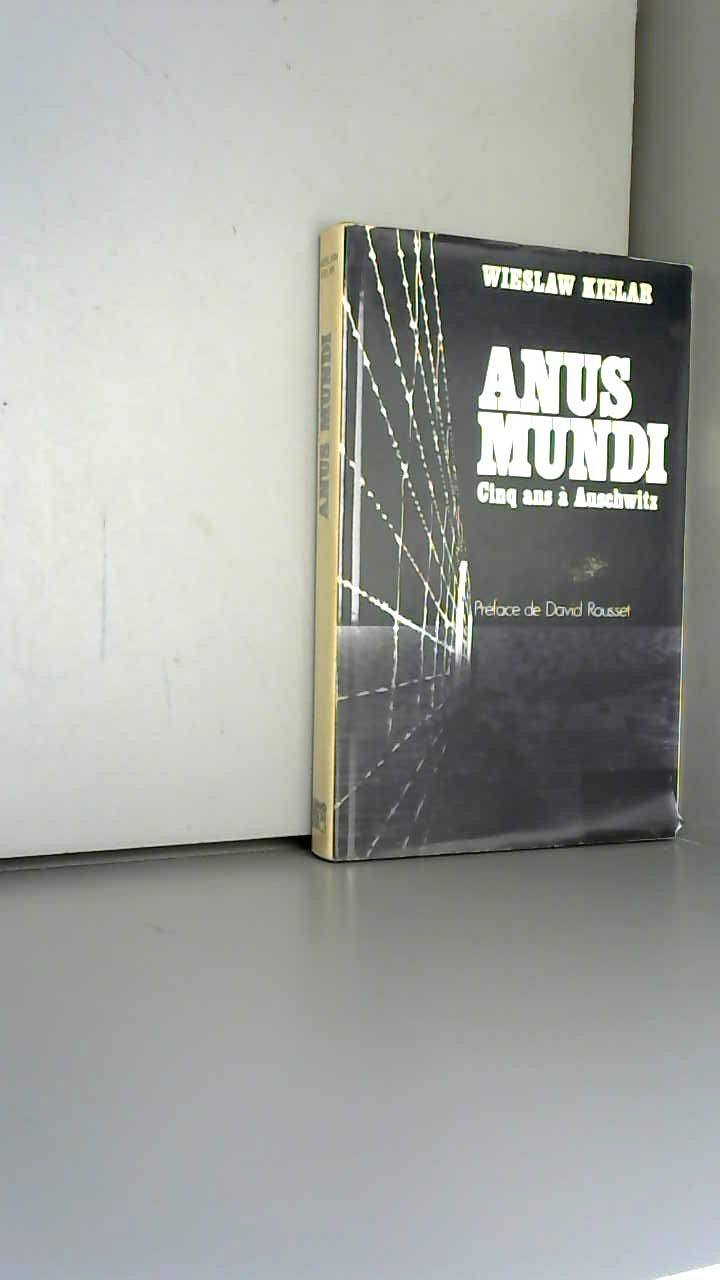 WIESLAW KIELAR
ANUS
MUNDI
Cinq ans à Auschwitz
Préface de David Rousset
ANUS MUNDI